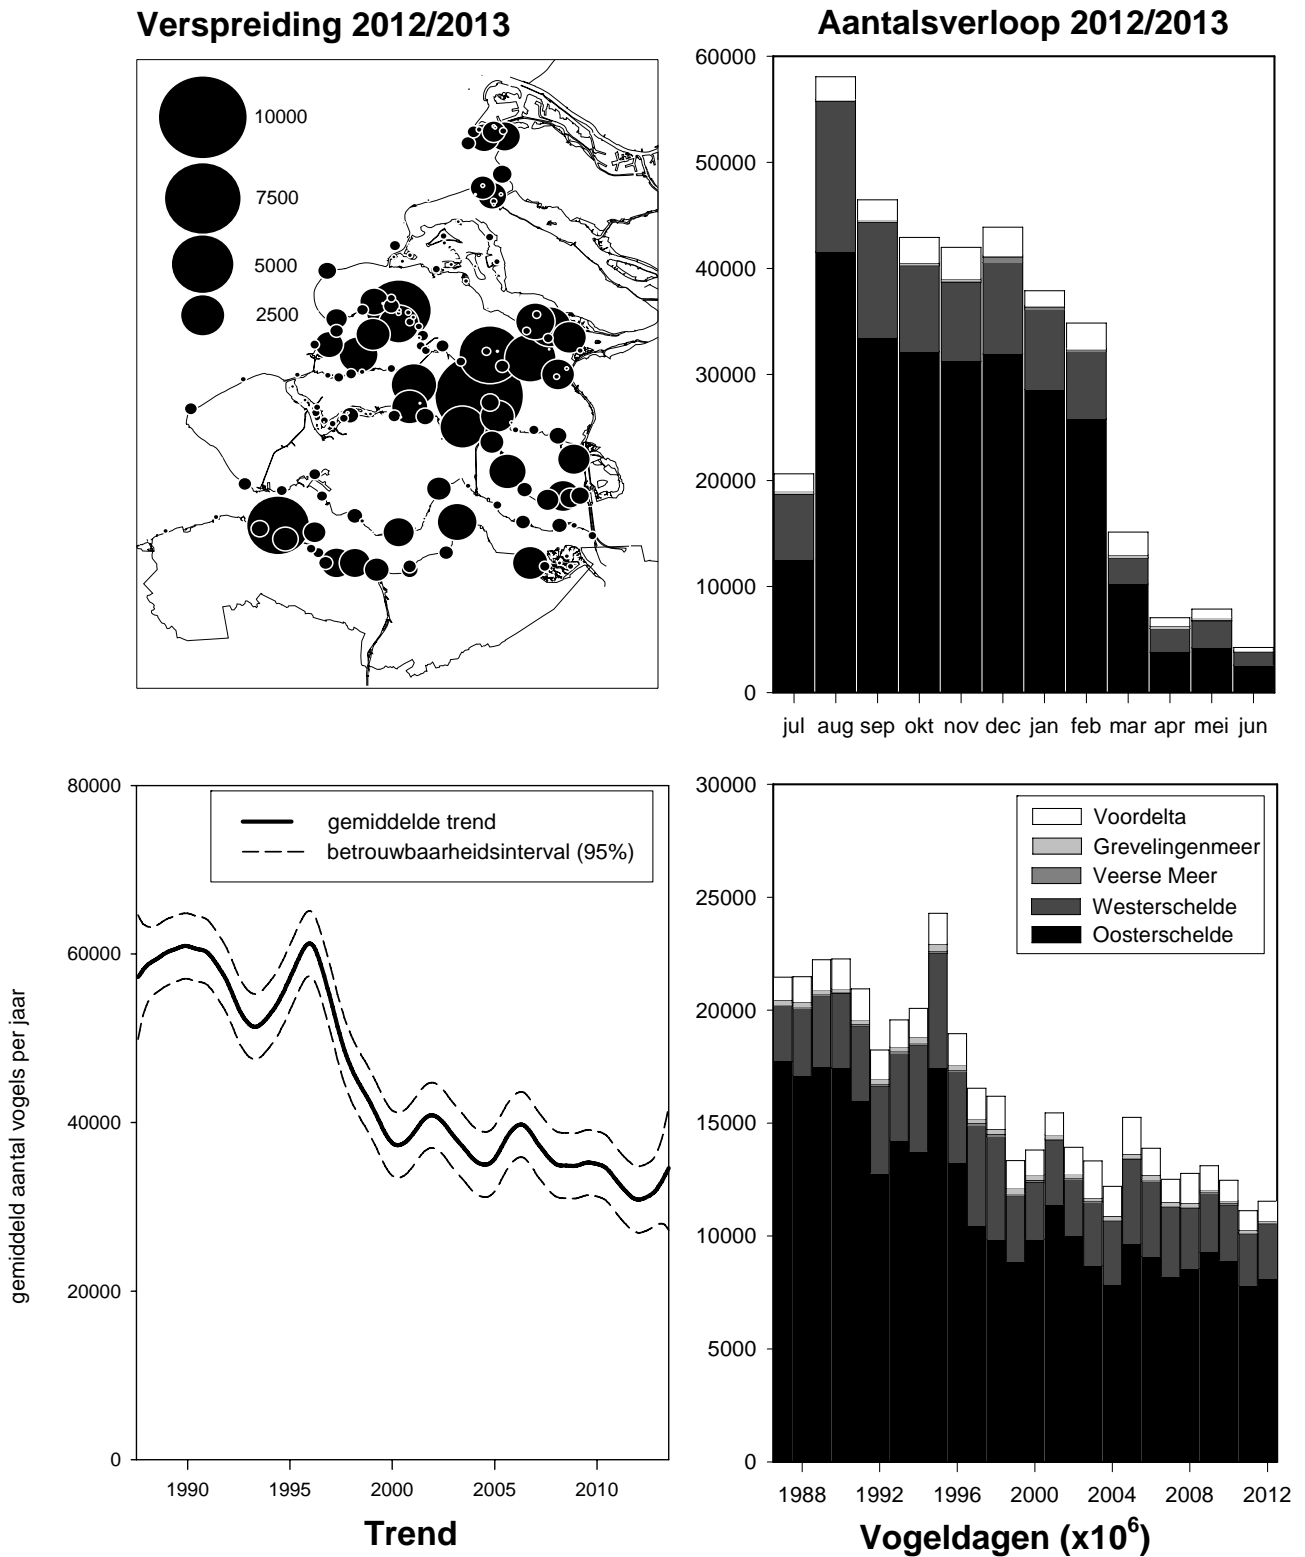 Verspreiding 2012/2013
10000
7500
5000
2500
Aantalsverloop 2012/2013
60000
50000
40000
30000
20000
10000
0
jul aug sep okt nov dec jan feb mar apr mei jun
80000
60000
40000
20000
0
gemiddeld aantal vogels per jaar
gemiddelde trend
betrouwbaarheidsinterval (95%)
1990 1995 2000 2005 2010
Trend
30000
25000
20000
15000
10000
5000
0
Voordelta
Grevelingenmeer
Veerse Meer
Westerschelde
Oosterschelde
1988 1992 1996 2000 2004 2008 2012
Vogeldagen (x10⁶)